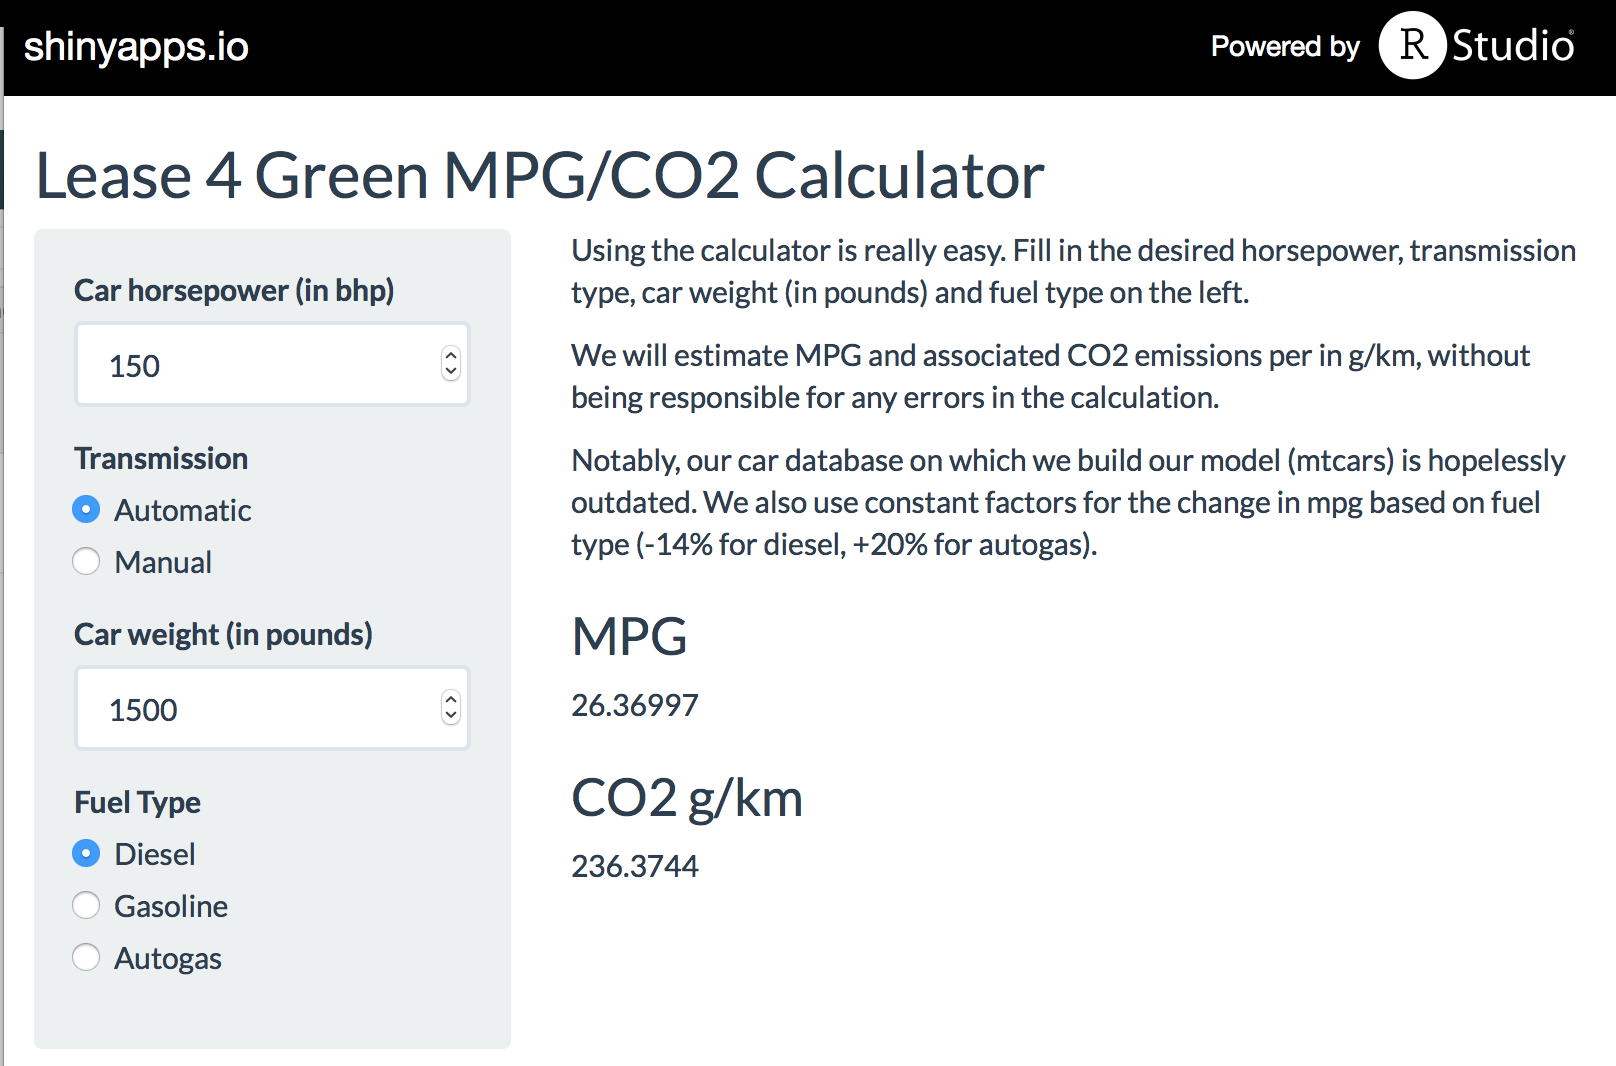 shinyapps.io
Powered by R Studio®
Lease 4 Green MPG/CO2 Calculator
Car horsepower (in bhp)
150
Transmission
Automatic
Manual
Car weight (in pounds)
1500
Fuel Type
Diesel
Gasoline
Autogas
Using the calculator is really easy. Fill in the desired horsepower, transmission
type, car weight (in pounds) and fuel type on the left.
We will estimate MPG and associated CO2 emissions per in g/km, without
being responsible for any errors in the calculation.
Notably, our car database on which we build our model (mtcars) is hopelessly
outdated. We also use constant factors for the change in mpg based on fuel
type (-14% for diesel, +20% for autogas).
MPG
26.36997
CO2 g/km
236.3744